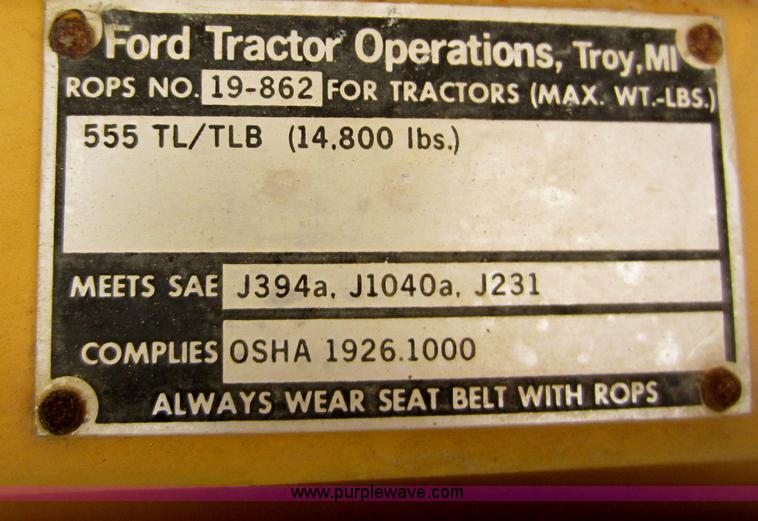 Ford Tractor Operations, Troy, MI
ROPS NO. 19-862 FOR TRACTORS (MAX. WT.-LBS.)
555 TL/TLB (14,800 lbs.)
MEETS SAE J394a, J1040a, J231
COMPLIES OSHA 1926.1000
ALWAYS WEAR SEAT BELT WITH ROPS
www.purplewave.com